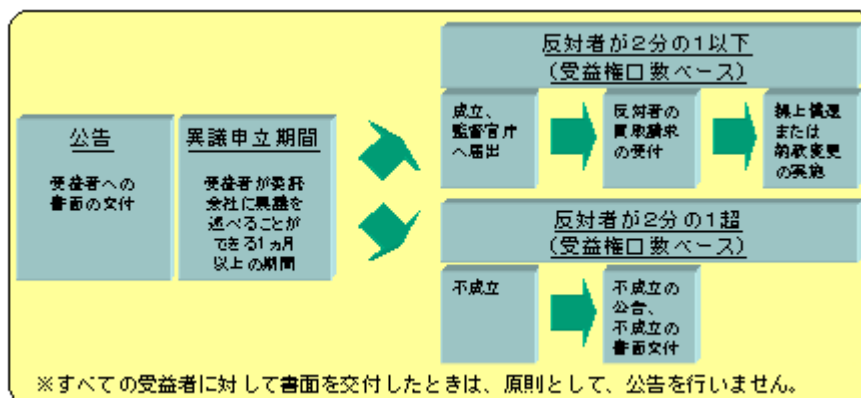 反対者が2分の1以下
(受益権口数ベース)
公告
受益者への
書面の交付
異議申立期間
受益者が委託
会社に異議を
述べることが
できる1ヵ月
以上の期間
成立、
監督官庁
へ届出
反対者の
買取請求
の受付
繰上償還
または
約款変更
の実施
反対者が2分の1超
(受益権口数ベース)
不成立
不成立の
公告、
不成立の
書面交付
※すべての受益者に対して書面を交付したときは、原則として、公告を行いません。